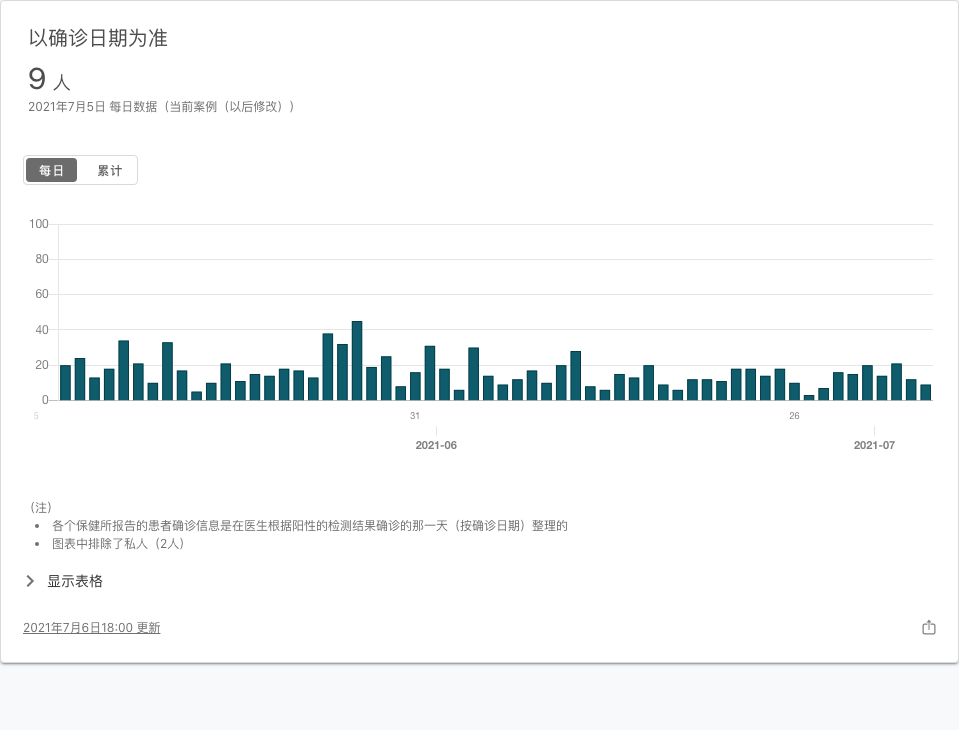 以确诊日期为准
9 人
2021年7月5日 每日数据（当前案例（以后修改））
每日 累计
100
80
60
40
20
0
5 31 26
2021-06 2021-07
（注）
• 各个保健所报告的患者确诊信息是在医生根据阳性的检测结果确诊的那一天（按确诊日期）整理的
• 图表中排除了私人（2人）
显示表格
2021年7月6日18:00 更新